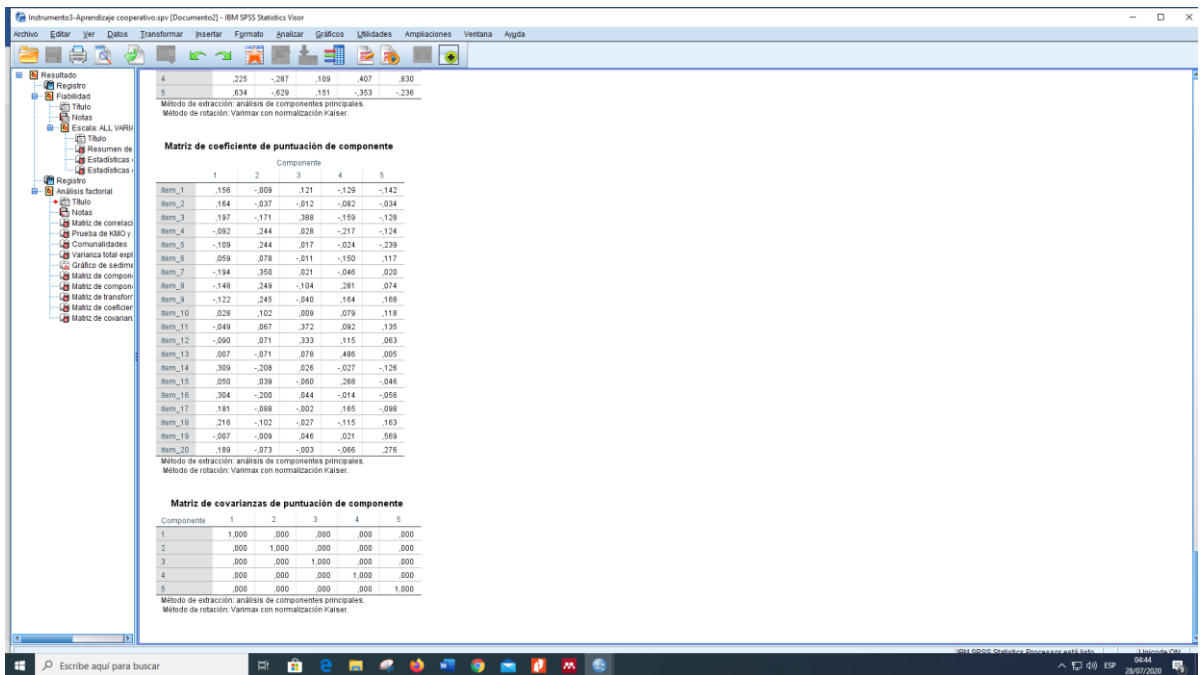 Instrumento3-Aprendizaje cooperativo.spv [Documento2] - IBM SPSS Statistics Visor
Archivo Editar Ver Datos Transformar Insertar Formato Analizar Gráficos Utilidades Ampliaciones Ventana Ayuda
Resultado
Registro
Fiabilidad
Título
Notas
Escala: ALL VARIA
Título
Resumen de
Estadísticas
Estadísticas
Registro
Análisis factorial
Título
Notas
Matriz de correlaci
Prueba de KMO y
Comunalidades
Varianza total expl
Gráfico de sedime
Matriz de compon
Matriz de compon
Matriz de transforr
Matriz de coeficien
Matriz de covarian
4 ,225 -,287 ,109 ,407 ,830
5 ,634 -,629 ,151 -,353 -,236
Método de extracción: análisis de componentes principales.
Método de rotación: Varimax con normalización Kaiser.
Matriz de coeficiente de puntuación de componente
Componente
1 2 3 4 5
item_1 ,156 -,009 ,121 -,129 -,142
item_2 ,164 -,037 -,012 -,082 -,034
item_3 ,197 -,171 ,388 -,159 -,128
item_4 -,092 ,244 ,028 -,217 -,124
item_5 -,109 ,244 ,017 -,024 -,239
item_6 ,059 ,078 -,011 -,150 ,117
item_7 -,194 ,350 ,021 -,046 ,020
item_8 -,148 ,249 -,104 ,281 ,074
item_9 -,122 ,245 -,040 ,164 ,168
item_10 ,028 ,102 ,009 ,079 ,118
item_11 -,049 ,067 ,372 ,092 ,135
item_12 -,090 ,071 ,333 ,115 ,063
item_13 ,007 -,071 ,078 ,486 ,005
item_14 ,309 -,208 ,026 -,027 -,126
item_15 ,050 ,039 -,060 ,268 -,046
item_16 ,304 -,200 ,044 -,014 -,056
item_17 ,181 -,088 -,002 ,165 -,098
item_18 ,216 -,102 -,027 -,115 ,163
item_19 -,007 -,009 ,046 ,021 ,569
item_20 ,189 -,073 -,003 -,066 ,276
Método de extracción: análisis de componentes principales.
Método de rotación: Varimax con normalización Kaiser.
Matriz de covarianzas de puntuación de componente
Componente 1 2 3 4 5
1 1,000 ,000 ,000 ,000 ,000
2 ,000 1,000 ,000 ,000 ,000
3 ,000 ,000 1,000 ,000 ,000
4 ,000 ,000 ,000 1,000 ,000
5 ,000 ,000 ,000 ,000 1,000
Método de extracción: análisis de componentes principales.
Método de rotación: Varimax con normalización Kaiser.
IBM SPSS Statistics Processor está listo Unicode:ON
Escribe aquí para buscar
ESP
04:44
28/07/2020